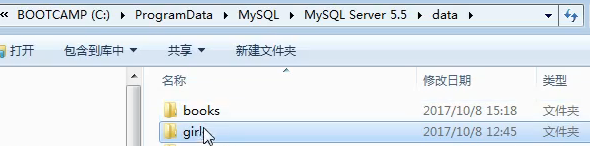 « BOOTCAMP (C:) ▸ ProgramData ▸ MySQL ▸ MySQL Server 5.5 ▸ data ▸
打开 包含到库中 共享 新建文件夹
名称 修改日期 类型
books 2017/10/8 15:18 文件夹
girls 2017/10/8 12:45 文件夹